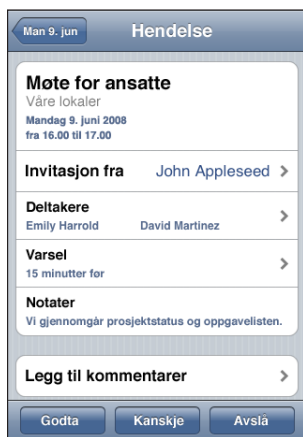 Man 9. jun
Hendelse
Møte for ansatte
Våre lokaler
Mandag 9. juni 2008
fra 16.00 til 17.00
Invitasjon fra John Appleseed
Deltakere
Emily Harrold David Martinez
Varsel
15 minutter før
Notater
Vi gjennomgår prosjektstatus og oppgavelisten.
Legg til kommentarer
Godta Kanskje Avslå